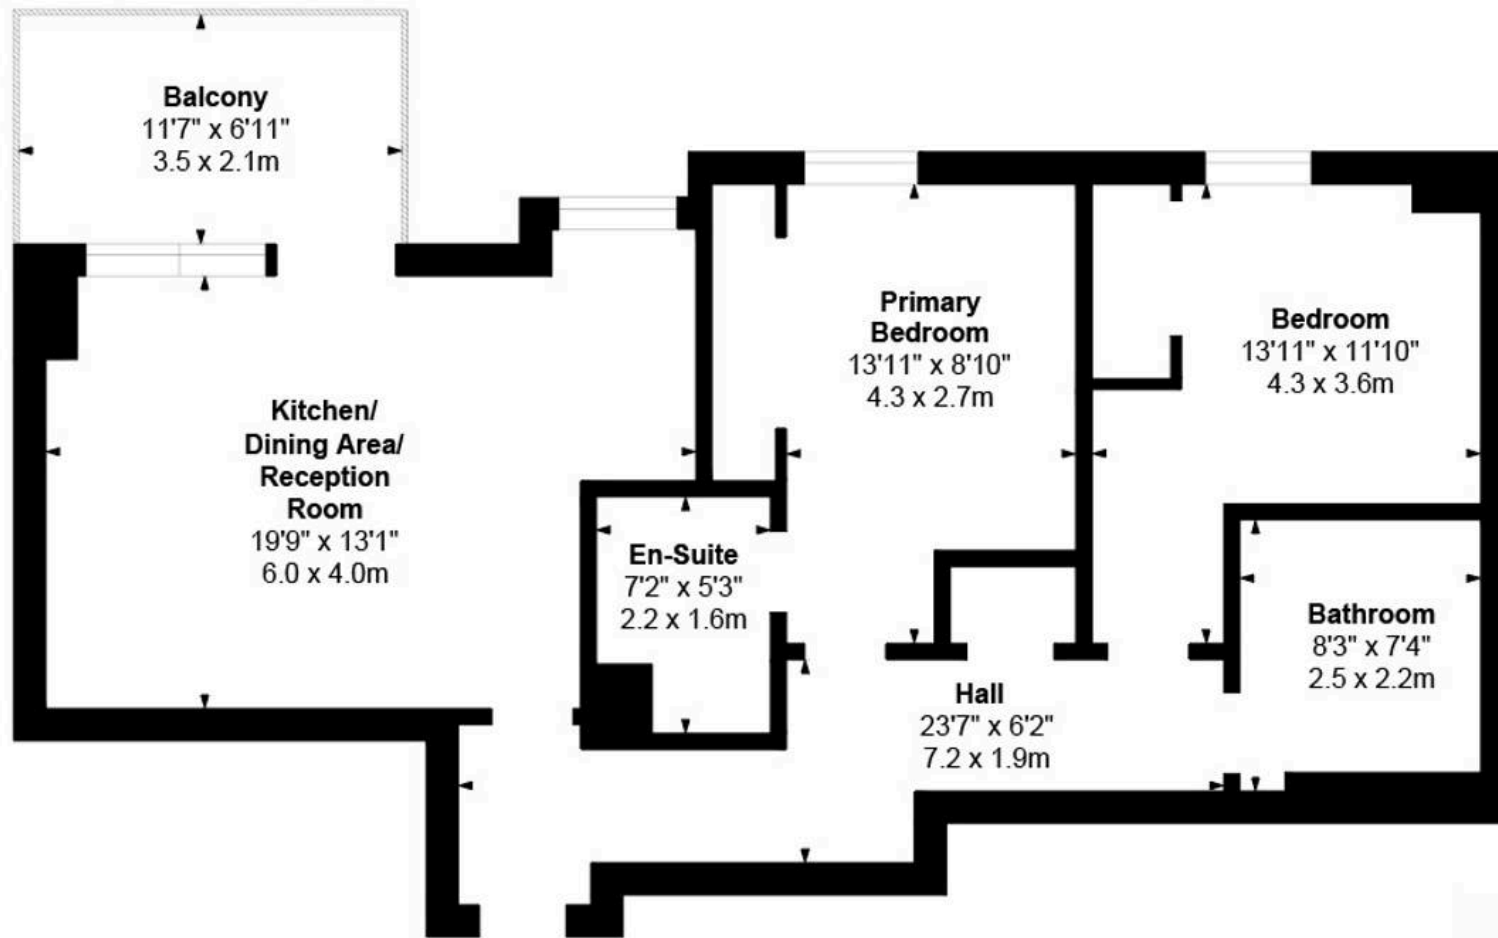 Balcony
11'7" x 6'11"
3.5 x 2.1m
Primary
Bedroom
13'11" x 8'10"
4.3 x 2.7m
Bedroom
13'11" x 11'10"
4.3 x 3.6m
Kitchen/
Dining Area/
Reception
Room
19'9" x 13'1"
6.0 x 4.0m
En-Suite
7'2" x 5'3"
2.2 x 1.6m
Bathroom
8'3" x 7'4"
2.5 x 2.2m
Hall
23'7" x 6'2"
7.2 x 1.9m